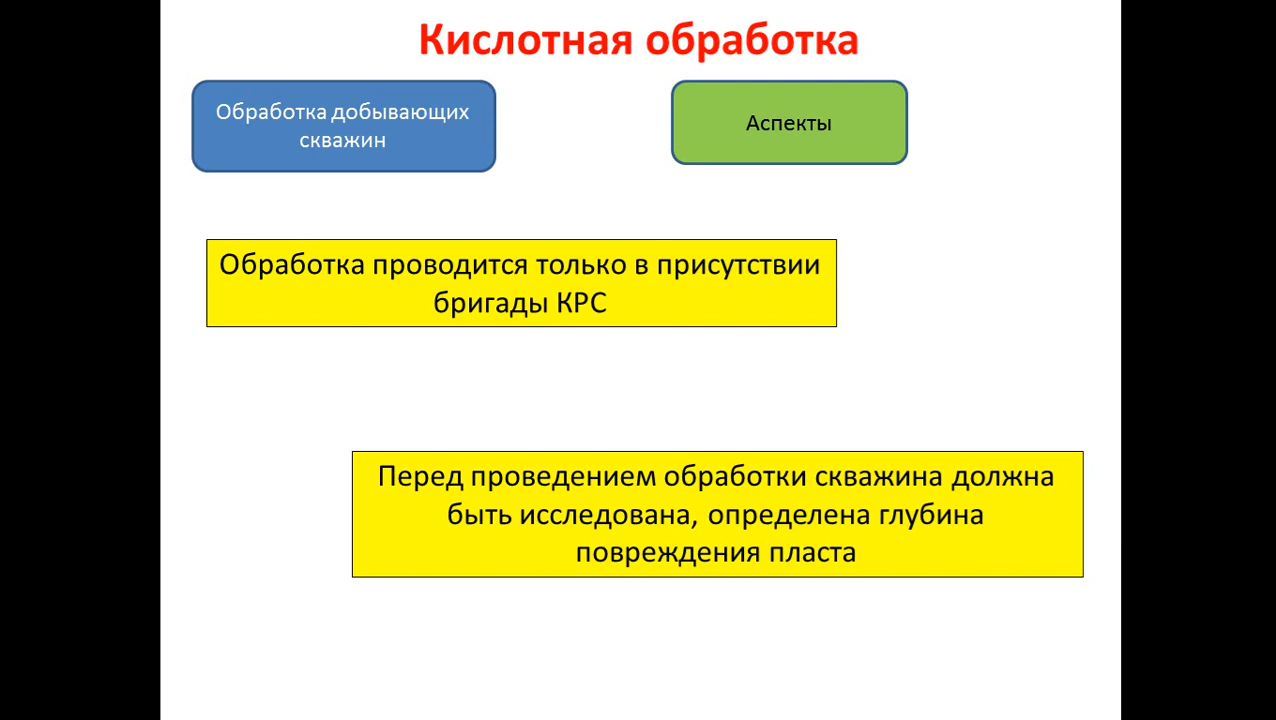 Кислотная обработка
Обработка добывающих
скважин
Аспекты
Обработка проводится только в присутствии
бригады КРС
Перед проведением обработки скважина должна
быть исследована, определена глубина
повреждения пласта